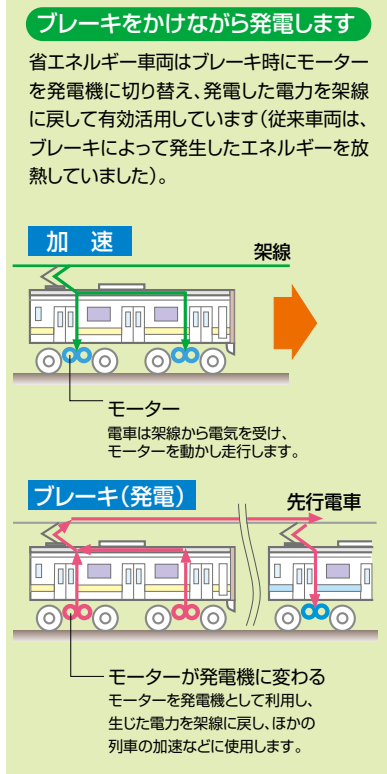 ブレーキをかけながら発電します
省エネルギー車両はブレーキ時にモーター
を発電機に切り替え、発電した電力を架線
に戻して有効活用しています(従来車両は、
ブレーキによって発生したエネルギーを放
熱していました)。
加 速
架線
モーター
電車は架線から電気を受け、
モーターを動かし走行します。
ブレーキ(発電)
先行電車
モーターが発電機に変わる
モーターを発電機として利用し、
生じた電力を架線に戻し、ほかの
列車の加速などに使用します。